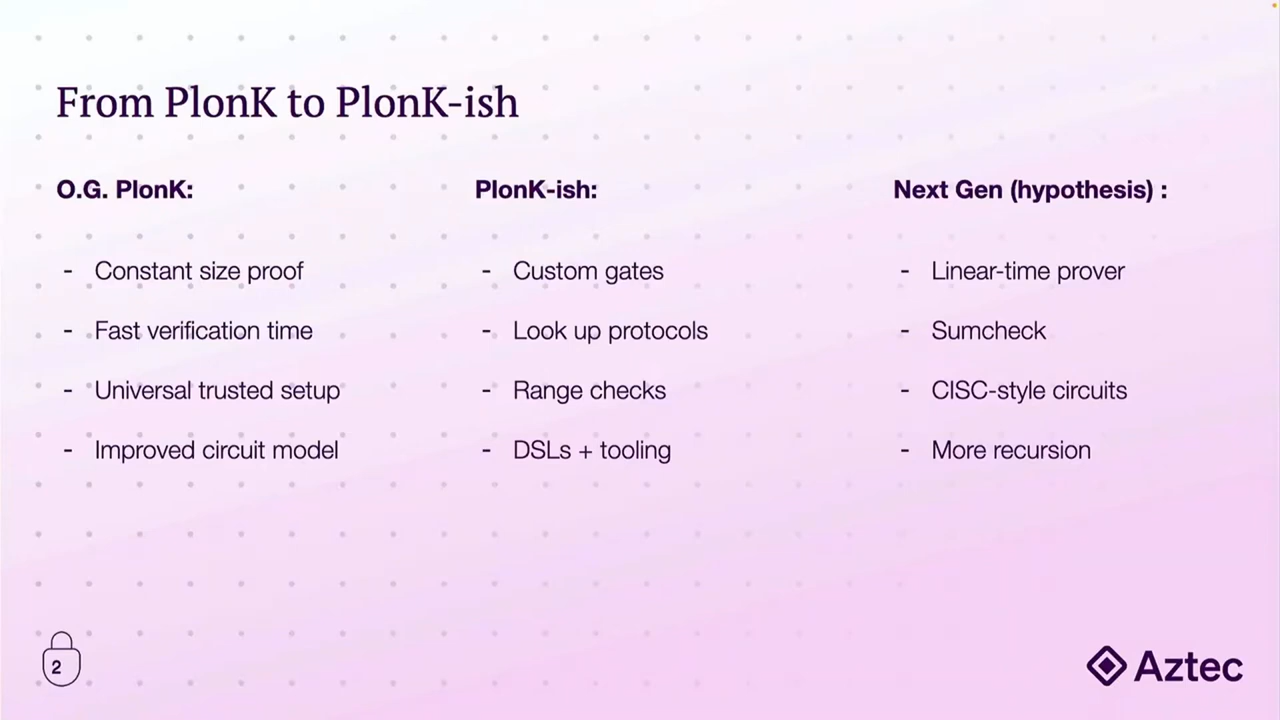 From PlonK to PlonK-ish
O.G. PlonK:
- Constant size proof
- Fast verification time
- Universal trusted setup
- Improved circuit model
PlonK-ish:
- Custom gates
- Look up protocols
- Range checks
- DSLs + tooling
Next Gen (hypothesis) :
- Linear-time prover
- Sumcheck
- CISC-style circuits
- More recursion
2
Aztec